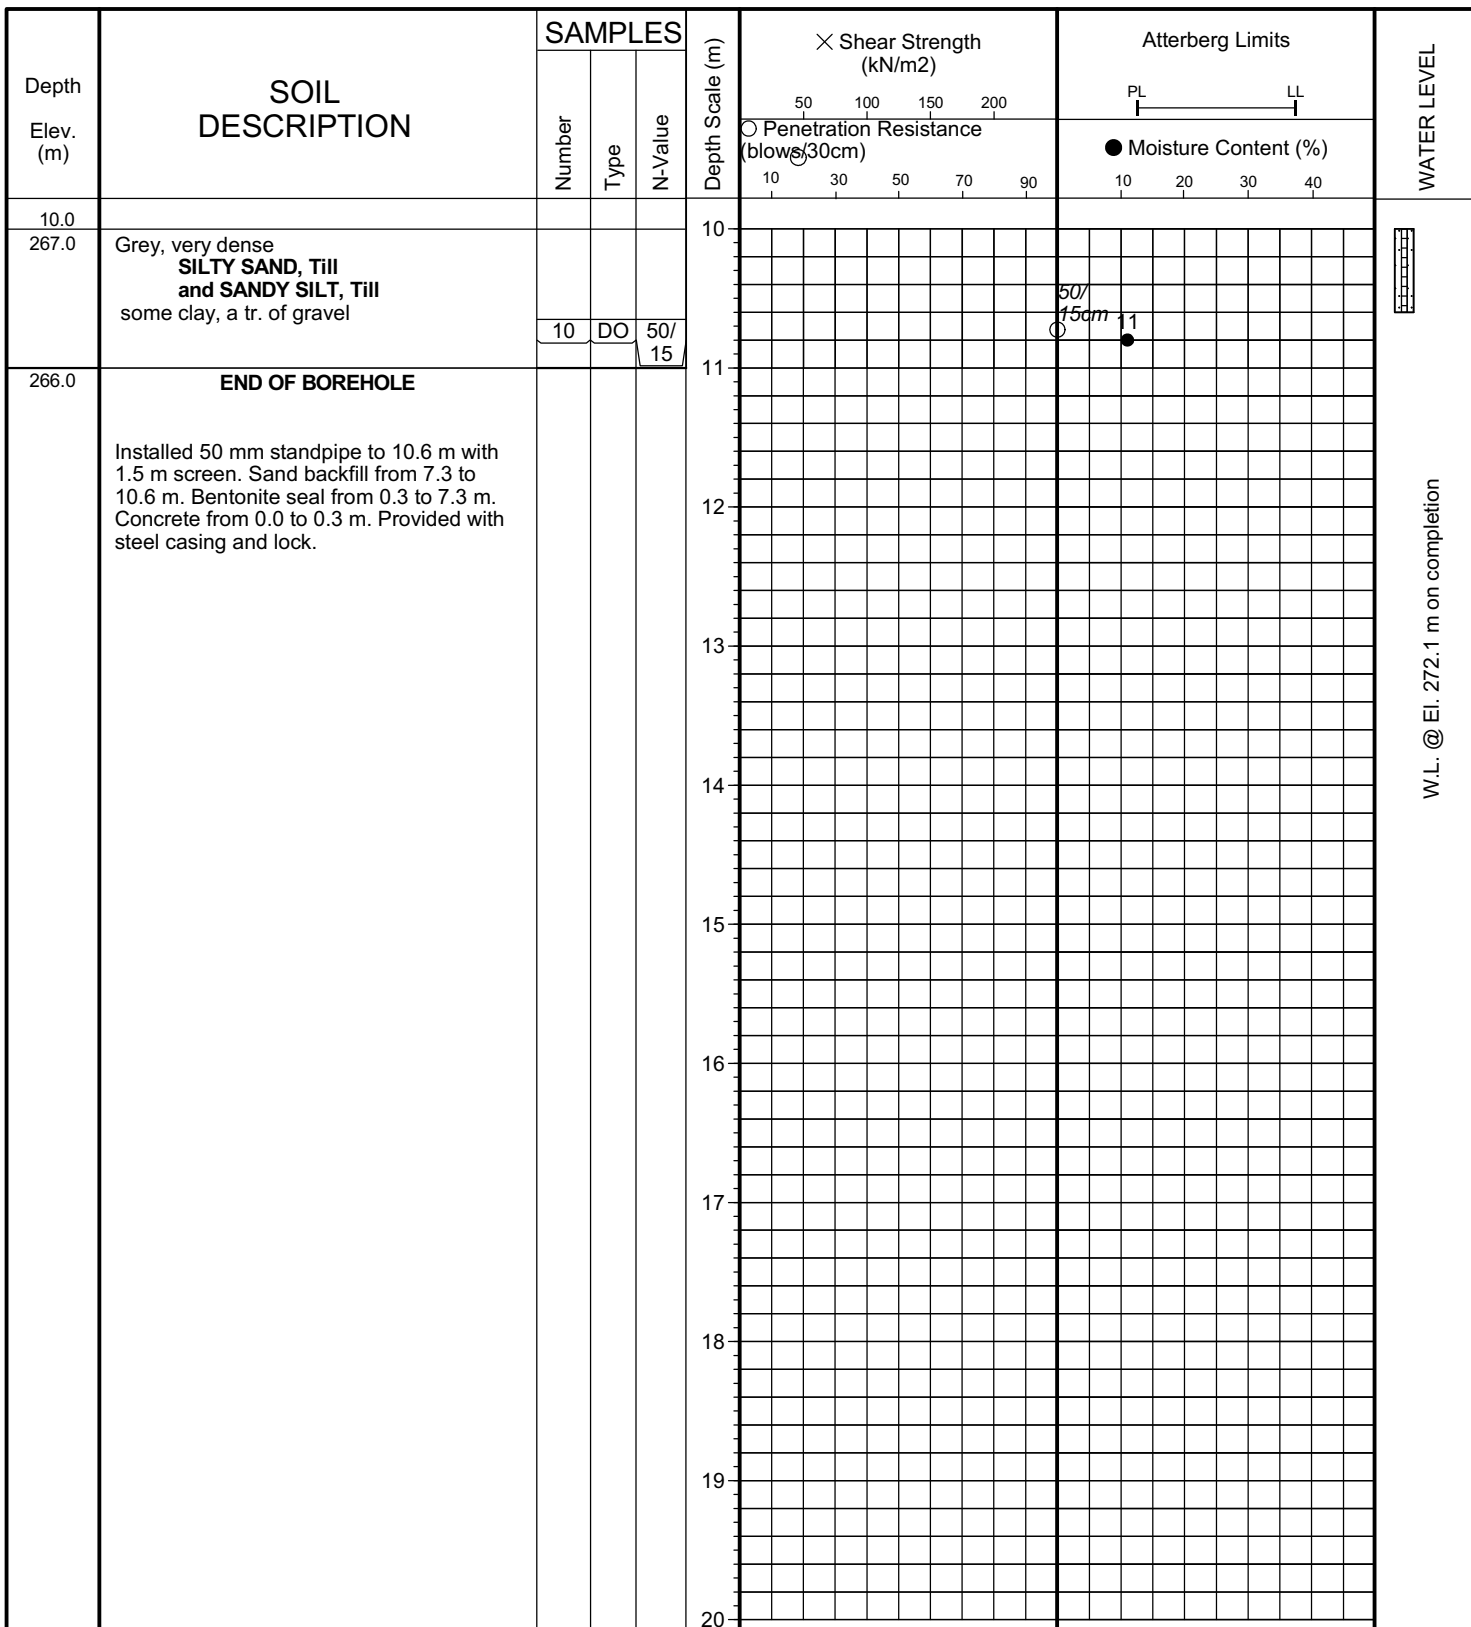 Depth
Elev.
(m)
SOIL
DESCRIPTION
SAMPLES
Number
Type
N-Value
Depth Scale (m)
× Shear Strength
(kN/m2)
50 100 150 200
○ Penetration Resistance
(blows/30cm)
10 30 50 70 90
Atterberg Limits
PL LL
● Moisture Content (%)
10 20 30 40
WATER LEVEL
10.0
267.0
Grey, very dense
SILTY SAND, Till
and SANDY SILT, Till
some clay, a tr. of gravel
10 DO 50/
15
50/
15cm
11
266.0
END OF BOREHOLE
Installed 50 mm standpipe to 10.6 m with
1.5 m screen. Sand backfill from 7.3 to
10.6 m. Bentonite seal from 0.3 to 7.3 m.
Concrete from 0.0 to 0.3 m. Provided with
steel casing and lock.
10
11
12
13
14
15
16
17
18
19
20
W.L. @ El. 272.1 m on completion